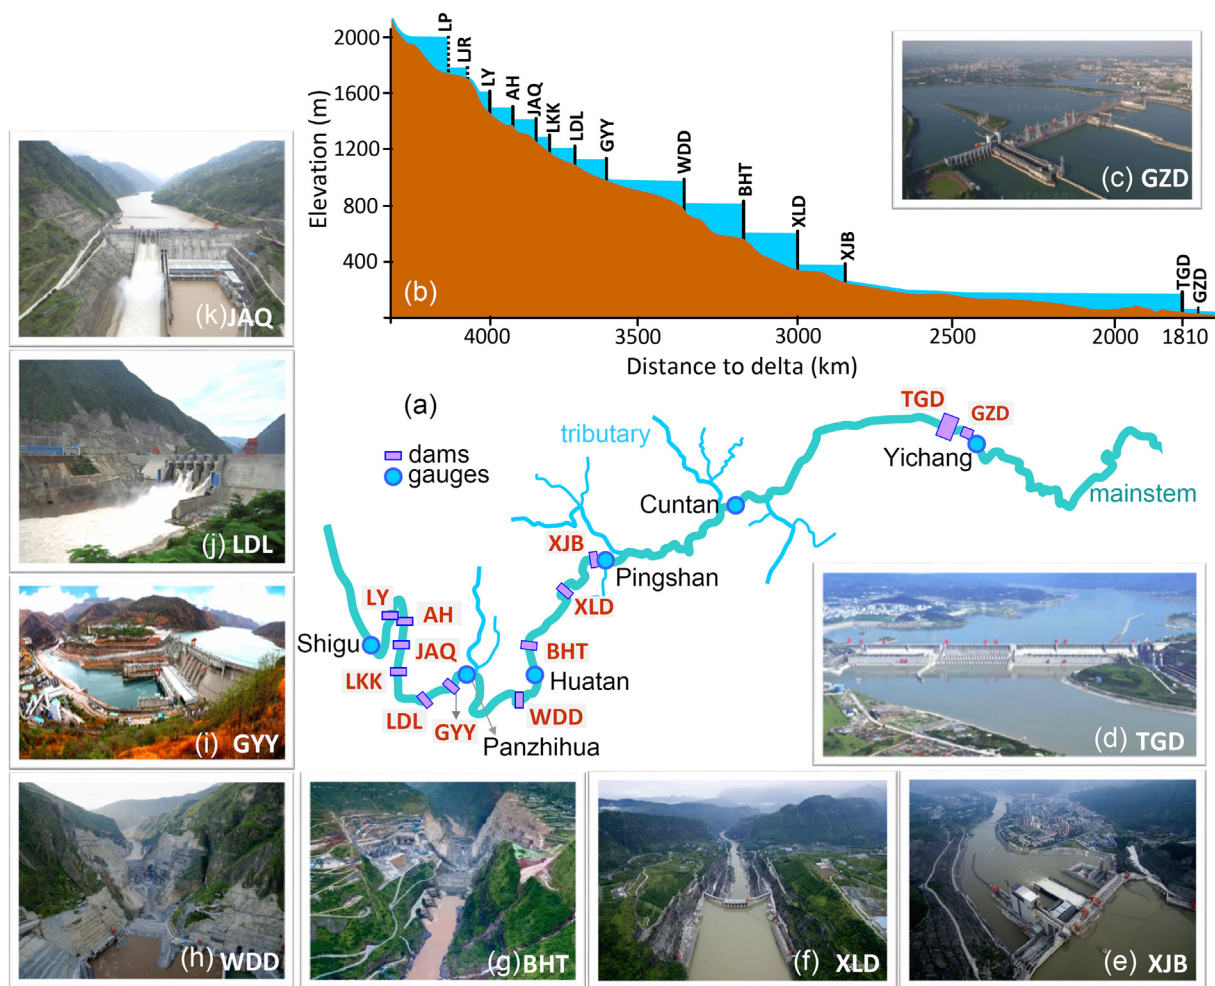 LP
LJR
LY
AH
JAQ
LKK
LDL
GYY
WDD
BHT
XLD
XJB
TGD
GZD
Elevation (m)
2000
1600
1200
800
400
(b)
4000
3500
3000
2500
2000
1810
Distance to delta (km)
(c) GZD
(k)JAQ
(j) LDL
(i) GYY
(h) WDD
(g)BHT
(f) XLD
(e) XJB
(d) TGD
(a)
dams
gauges
tributary
mainstem
TGD
GZD
Yichang
Cuntan
XJB
Pingshan
XLD
LY
AH
Shigu
JAQ
BHT
LKK
Huatan
LDL
GYY
WDD
Panzhihua